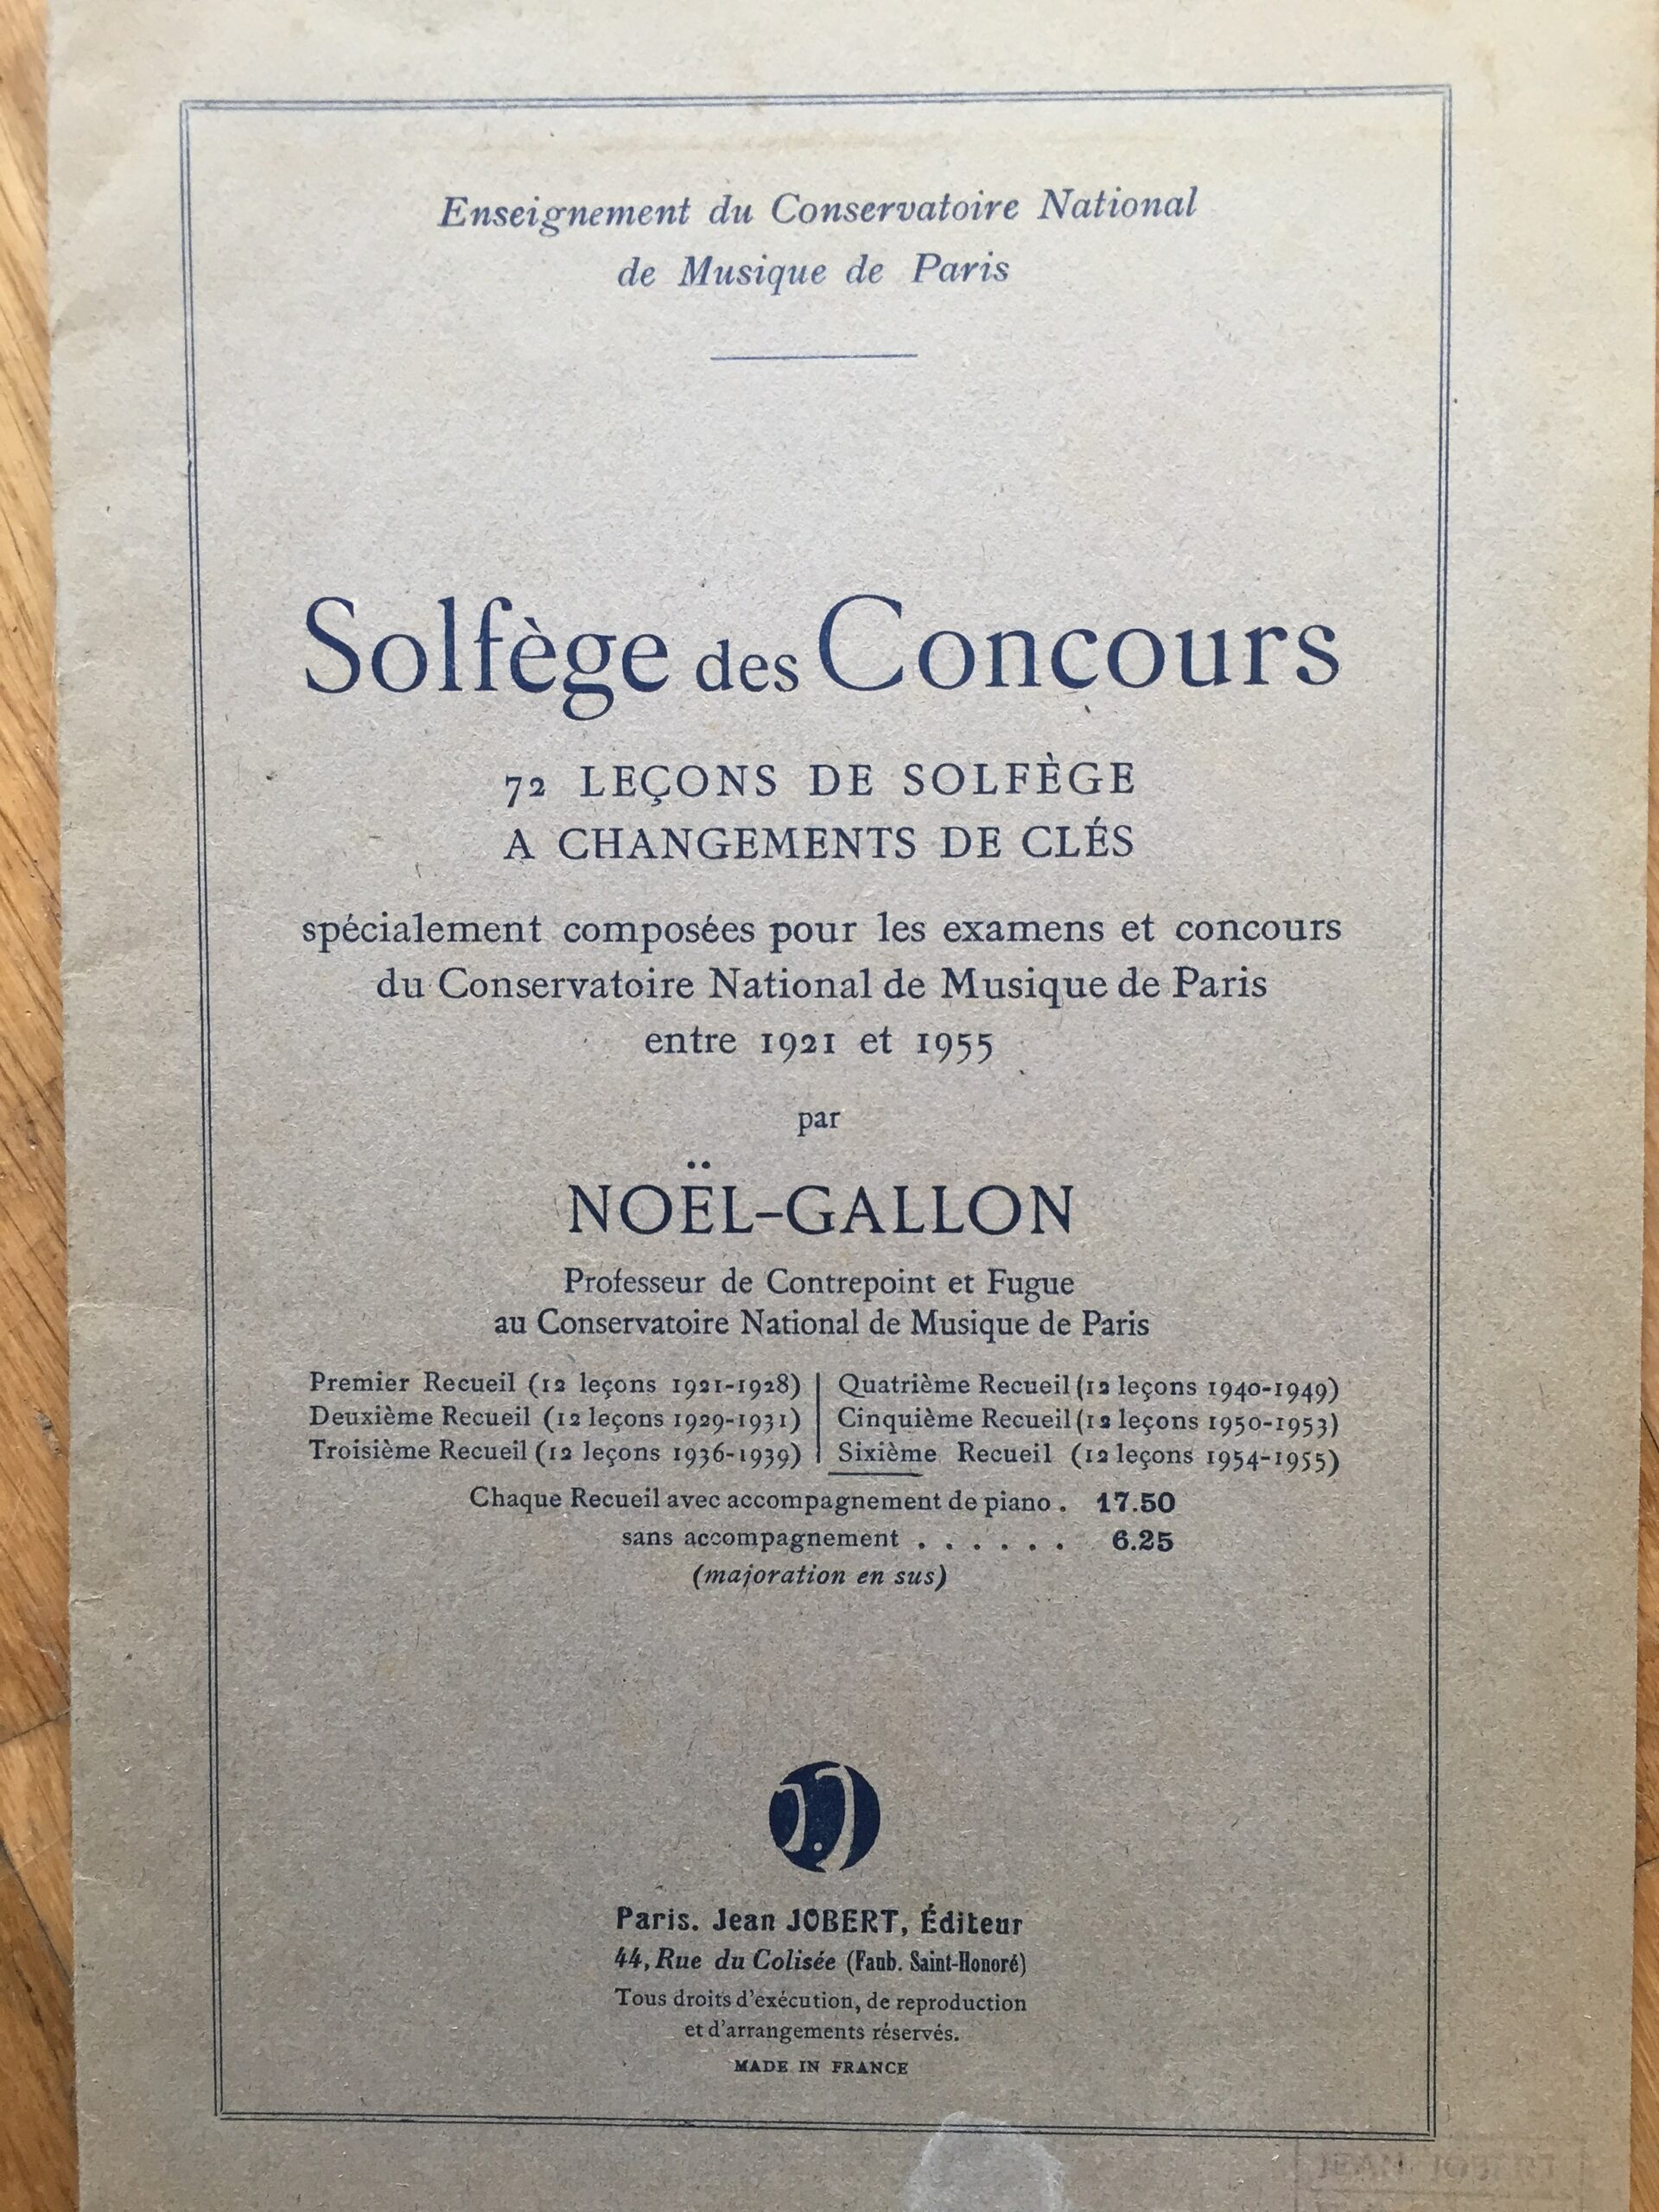 Enseignement du Conservatoire National
de Musique de Paris
Solfège des Concours
72 LEÇONS DE SOLFÈGE
A CHANGEMENTS DE CLÉS
spécialement composées pour les examens et concours
du Conservatoire National de Musique de Paris
entre 1921 et 1955
par
NOËL-GALLON
Professeur de Contrepoint et Fugue
au Conservatoire National de Musique de Paris
Premier Recueil (12 leçons 1921-1928)
Deuxième Recueil (12 leçons 1929-1931)
Troisième Recueil (12 leçons 1936-1939)
Quatrième Recueil (12 leçons 1940-1949)
Cinquième Recueil (12 leçons 1950-1953)
Sixième Recueil (12 leçons 1954-1955)
Chaque Recueil avec accompagnement de piano . 17.50
sans accompagnement . . . . . . 6.25
(majoration en sus)
J.J
Paris. Jean JOBERT, Éditeur
44, Rue du Colisée (Faub. Saint-Honoré)
Tous droits d'exécution, de reproduction
et d'arrangements réservés.
MADE IN FRANCE